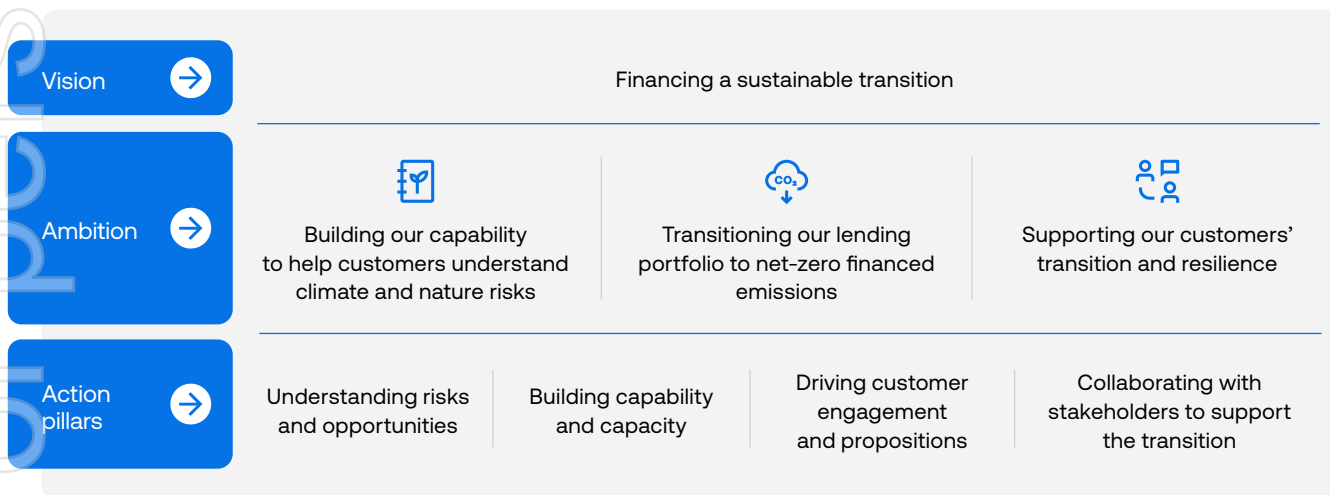 Vision
Financing a sustainable transition
Ambition
CO₂
Building our capability
to help customers understand
climate and nature risks
Transitioning our lending
portfolio to net-zero financed
emissions
Supporting our customers’
transition and resilience
Action
pillars
Understanding risks
and opportunities
Building capability
and capacity
Driving customer
engagement
and propositions
Collaborating with
stakeholders to support
the transition